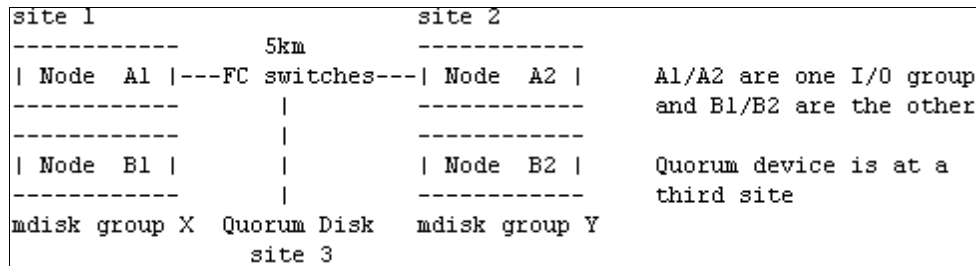 site 1                                  site 2
------------        5km                 ------------
| Node  A1 |---FC switches---| Node  A2 |     A1/A2 are one I/O group
------------         |                  ------------     and B1/B2 are the other
------------         |                  ------------
| Node  B1 |         |                  | Node  B2 |     Quorum device is at a
------------         |                  ------------     third site
mdisk group X  Quorum Disk   mdisk group Y
site 3